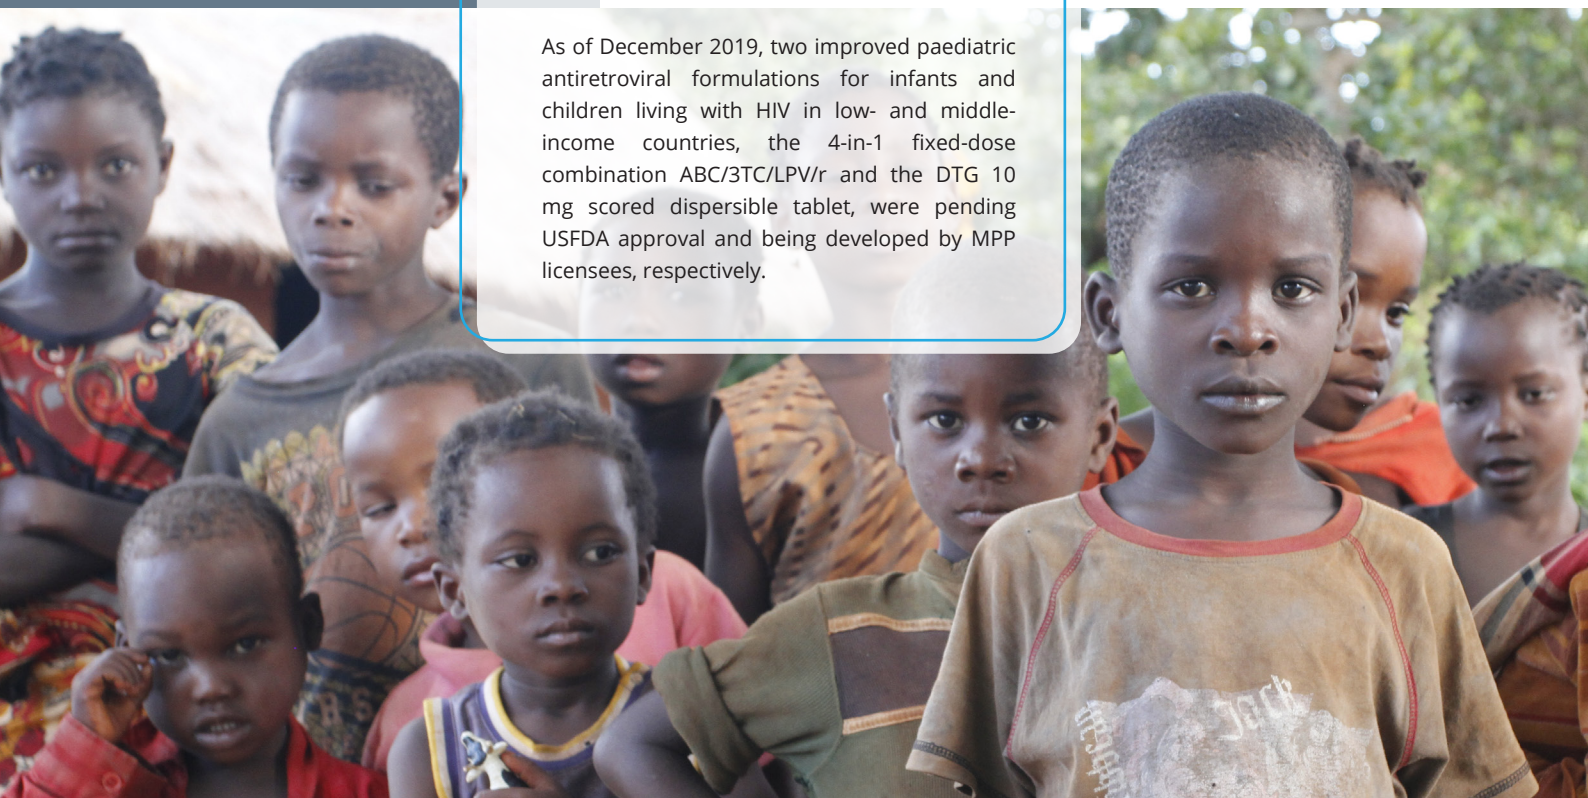 As of December 2019, two improved paediatric
antiretroviral formulations for infants and
children living with HIV in low- and middle-
income countries, the 4-in-1 fixed-dose
combination ABC/3TC/LPV/r and the DTG 10
mg scored dispersible tablet, were pending
USFDA approval and being developed by MPP
licensees, respectively.